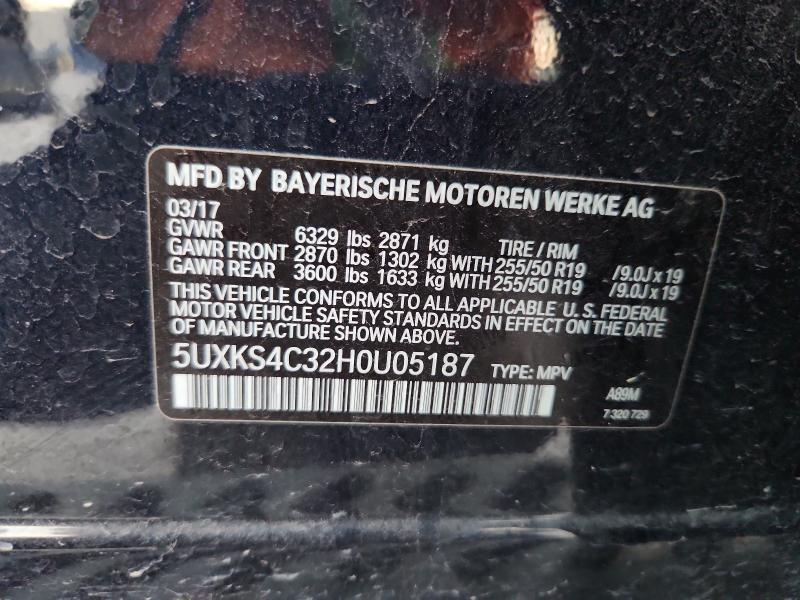 MFD BY BAYERISCHE MOTOREN WERKE AG
03/17
GVWR 6329 lbs 2871 kg TIRE / RIM
GAWR FRONT 2870 lbs 1302 kg WITH 255/50 R19 /9.0J x 19
GAWR REAR 3600 lbs 1633 kg WITH 255/50 R19 /9.0J x 19
THIS VEHICLE CONFORMS TO ALL APPLICABLE U.S. FEDERAL
MOTOR VEHICLE SAFETY STANDARDS IN EFFECT ON THE DATE
OF MANUFACTURE SHOWN ABOVE.
5UXKS4C32H0U05187 TYPE: MPV
A89M
7 320 729